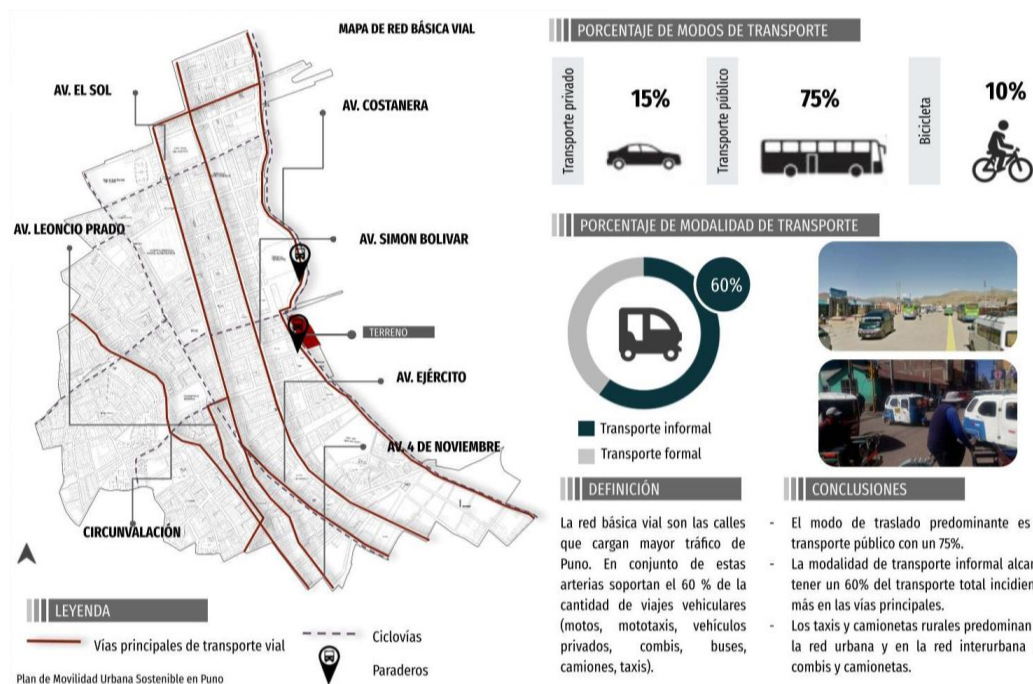 MAPA DE RED BÁSICA VIAL
AV. EL SOL
AV. COSTANERA
AV. LEONCIO PRADO
AV. SIMON BOLIVAR
TERRENO
AV. EJÉRCITO
AV. 4 DE NOVIEMBRE
CIRCUNVALACIÓN
LEYENDA
Vías principales de transporte vial
Ciclovías
Paraderos
Plan de Movilidad Urbana Sostenible en Puno
PORCENTAJE DE MODOS DE TRANSPORTE
Transporte privado
15%
Transporte público
75%
Bicicleta
10%
PORCENTAJE DE MODALIDAD DE TRANSPORTE
60%
Transporte informal
Transporte formal
DEFINICIÓN
La red básica vial son las calles
que cargan mayor tráfico de
Puno. En conjunto de estas
arterias soportan el 60 % de la
cantidad de viajes vehiculares
(motos, mototaxis, vehículos
privados, combis, buses,
camiones, taxis).
CONCLUSIONES
- El modo de traslado predominante es
transporte público con un 75%.
- La modalidad de transporte informal alcan
tener un 60% del transporte total incidien
más en las vías principales.
- Los taxis y camionetas rurales predominan
la red urbana y en la red interurbana
combis y camionetas.